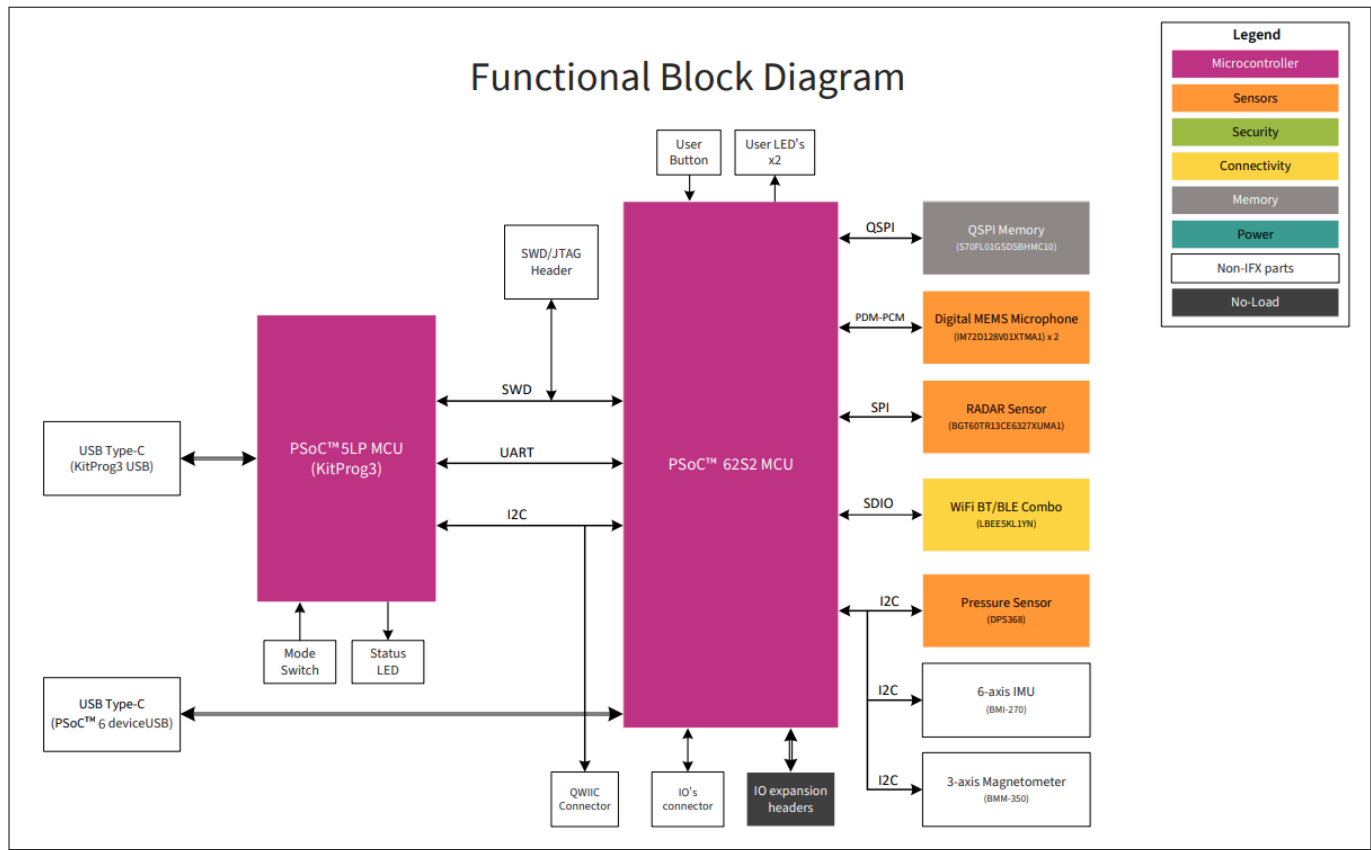 Functional Block Diagram
Legend
Microcontroller
Sensors
Security
Connectivity
Memory
Power
Non-IFX parts
No-Load
User
Button
User LED's
x2
SWD/JTAG
Header
QSPI
QSPI Memory
(S70FL01GSDSBHMC10)
PDM-PCM
Digital MEMS Microphone
(IM72D128V01XTMA1) x 2
SWD
SPI
RADAR Sensor
(BGT60TR13CE6327XUMA1)
USB Type-C
(KitProg3 USB)
PSoC™ 5LP MCU
(KitProg3)
UART
PSoC™ 62S2 MCU
I2C
SDIO
WiFi BT/BLE Combo
(LBEE5KL1YN)
I2C
Pressure Sensor
(DPS368)
Mode
Switch
Status
LED
USB Type-C
(PSoC™ 6 deviceUSB)
I2C
6-axis IMU
(BMI-270)
I2C
3-axis Magnetometer
(BMM-350)
QWIIC
Connector
IO's
connector
IO expansion
headers